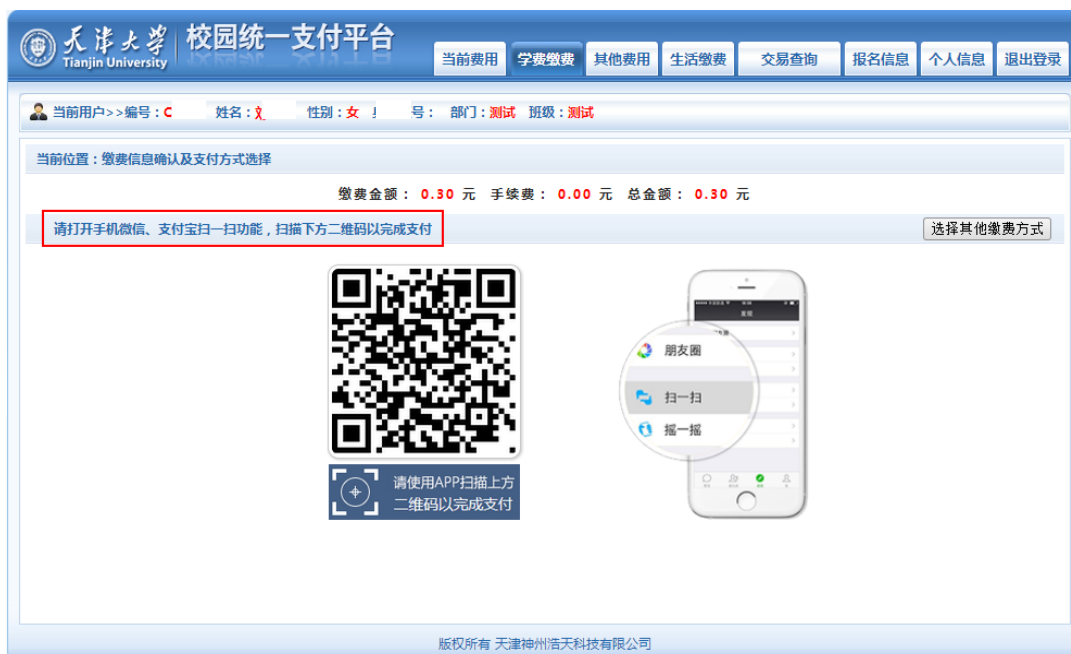 天津大学 校园统一支付平台
Tianjin University
当前费用 学费缴费 其他费用 生活缴费 交易查询 报名信息 个人信息 退出登录
当前用户>>编号：C 姓名： 性别：女 号： 部门：测试 班级：测试
当前位置：缴费信息确认及支付方式选择
缴费金额： 0.30 元 手续费： 0.00 元 总金额： 0.30 元
请打开手机微信、支付宝扫一扫功能，扫描下方二维码以完成支付 选择其他缴费方式
朋友圈
扫一扫
摇一摇
请使用APP扫描上方
二维码以完成支付
版权所有 天津神州浩天科技有限公司